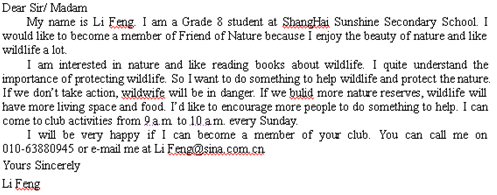 Dear Sir/ Madam
My name is Li Feng. I am a Grade 8 student at ShangHai Sunshine Secondary School. I
would like to become a member of Friend of Nature because I enjoy the beauty of nature and like
wildlife a lot.
I am interested in nature and like reading books about wildlife. I quite understand the
importance of protecting wildlife. So I want to do something to help wildlife and protect the nature.
If we don't take action, wildwife will be in danger. If we bulid more nature reserves, wildlife will
have more living space and food. I'd like to encourage more people to do something to help. I can
come to club activities from 9 a.m. to 10 a.m. every Sunday.
I will be very happy if I can become a member of your club. You can call me on
010-63880945 or e-mail me at Li Feng@sina.com.cn
Yours Sincerely
Li Feng